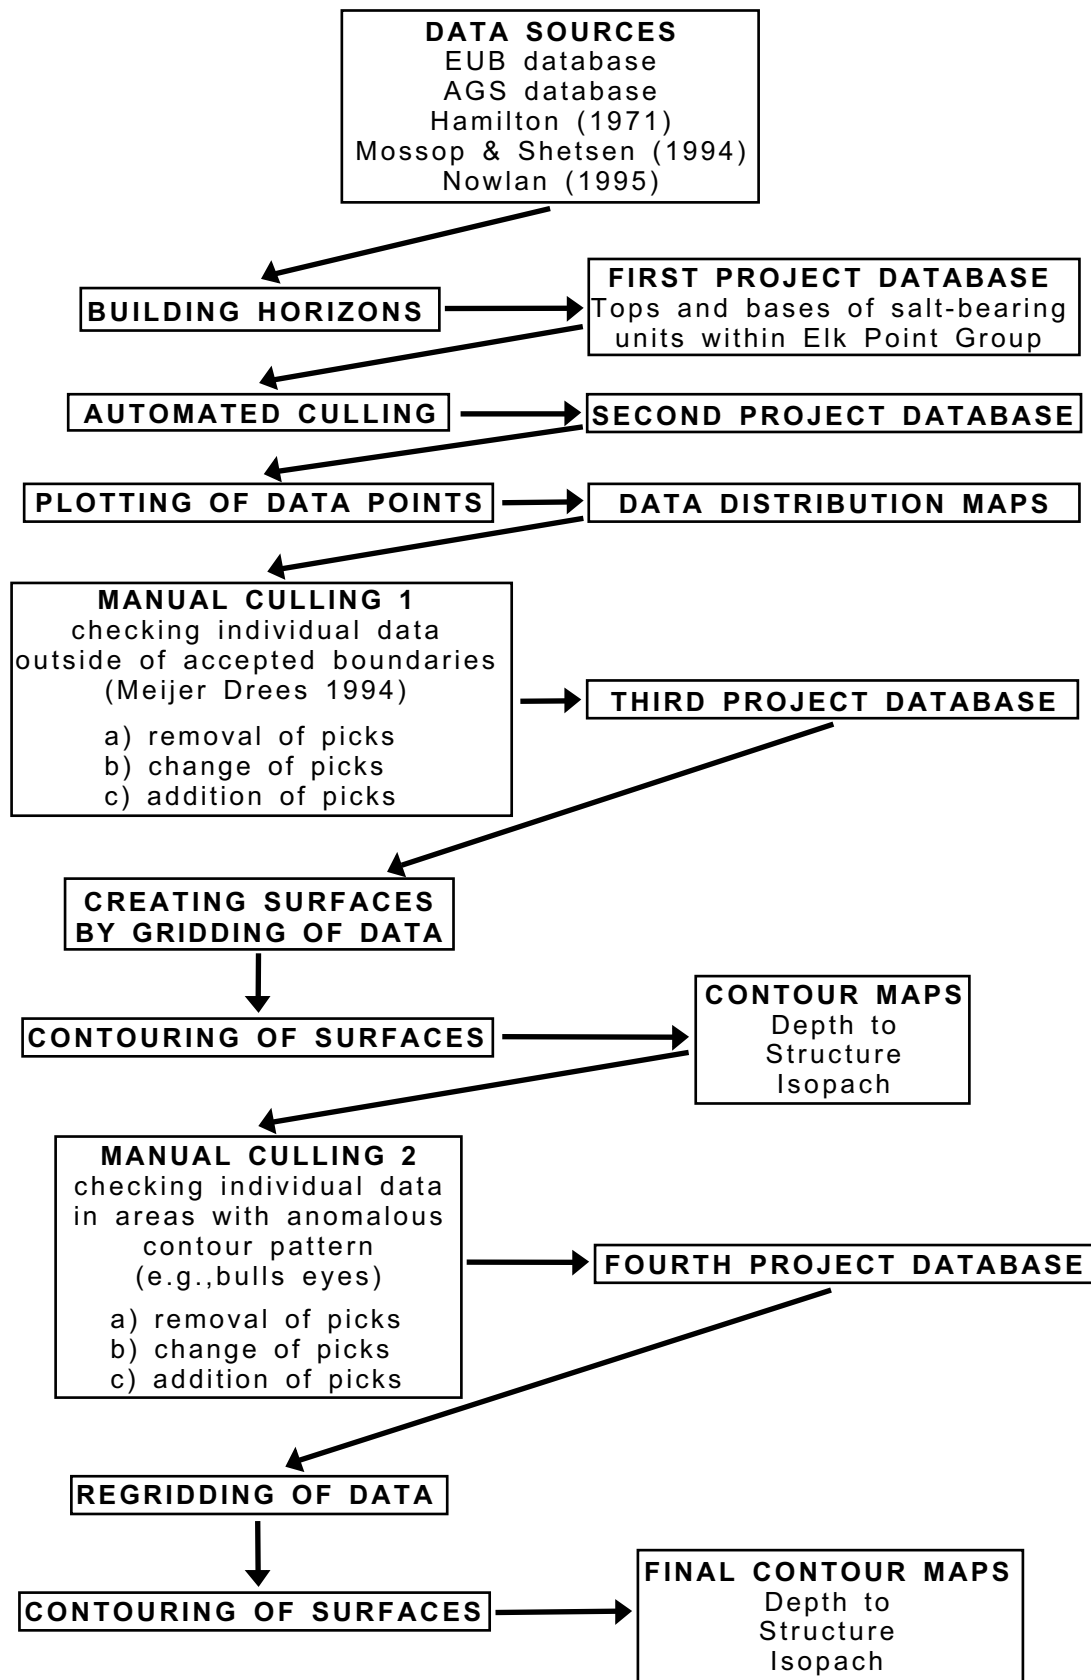 DATA SOURCES
EUB database
AGS database
Hamilton (1971)
Mossop & Shetsen (1994)
Nowlan (1995)
BUILDING HORIZONS
FIRST PROJECT DATABASE
Tops and bases of salt-bearing
units within Elk Point Group
AUTOMATED CULLING
SECOND PROJECT DATABASE
PLOTTING OF DATA POINTS
DATA DISTRIBUTION MAPS
MANUAL CULLING 1
checking individual data
outside of accepted boundaries
(Meijer Drees 1994)
a) removal of picks
b) change of picks
c) addition of picks
THIRD PROJECT DATABASE
CREATING SURFACES
BY GRIDDING OF DATA
CONTOURING OF SURFACES
CONTOUR MAPS
Depth to
Structure
Isopach
MANUAL CULLING 2
checking individual data
in areas with anomalous
contour pattern
(e.g.,bulls eyes)
a) removal of picks
b) change of picks
c) addition of picks
FOURTH PROJECT DATABASE
REGRIDDING OF DATA
CONTOURING OF SURFACES
FINAL CONTOUR MAPS
Depth to
Structure
Isopach